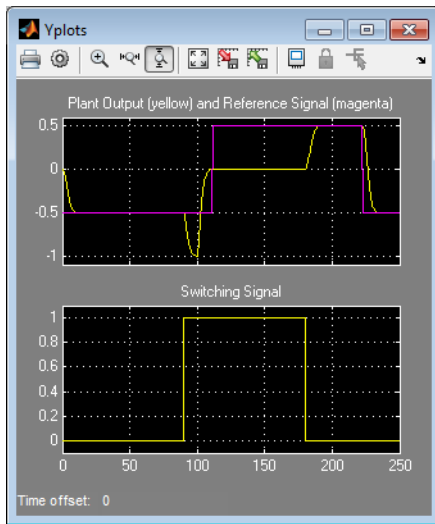 Yplots
Plant Output (yellow) and Reference Signal (magenta)
0.5
0
-0.5
-1
Switching Signal
1
0.8
0.6
0.4
0.2
0
0 50 100 150 200 250
Time offset: 0